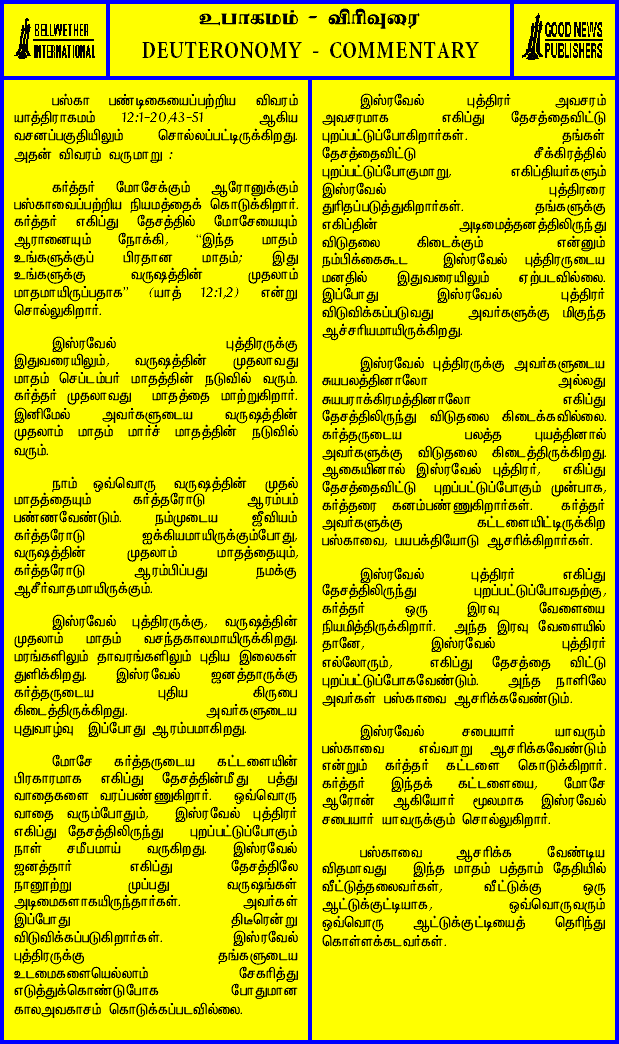 BELLWETHER
INTERNATIONAL
உபாகமம் - விரிவுரை
DEUTERONOMY - COMMENTARY
GOOD NEWS
PUBLISHERS
பஸ்கா பண்டிகையைப்பற்றிய விவரம்
யாத்திராகமம் 12:1-20,43-51 ஆகிய
வசனப்பகுதியிலும் சொல்லப்பட்டிருக்கிறது.
அதன் விவரம் வருமாறு :
கர்த்தர் மோசேக்கும் ஆரோனுக்கும்
பஸ்காவைப்பற்றிய நியமத்தைக் கொடுக்கிறார்.
கர்த்தர் எகிப்து தேசத்தில் மோசேயையும்
ஆரானையும் நோக்கி, “இந்த மாதம்
உங்களுக்குப் பிரதான மாதம்; இது
உங்களுக்கு வருஷத்தின் முதலாம்
மாதமாயிருப்பதாக” (யாத் 12:1,2) என்று
சொல்லுகிறார்.
இஸ்ரவேல் புத்திரருக்கு
இதுவரையிலும், வருஷத்தின் முதலாவது
மாதம் செப்டம்பர் மாதத்தின் நடுவில் வரும்.
கர்த்தர் முதலாவது மாதத்தை மாற்றுகிறார்.
இனிமேல் அவர்களுடைய வருஷத்தின்
முதலாம் மாதம் மார்ச் மாதத்தின் நடுவில்
வரும்.
நாம் ஒவ்வொரு வருஷத்தின் முதல்
மாதத்தையும் கர்த்தரோடு ஆரம்பம்
பண்ணவேண்டும். நம்முடைய ஜீவியம்
கர்த்தரோடு ஐக்கியமாயிருக்கும்போது,
வருஷத்தின் முதலாம் மாதத்தையும்,
கர்த்தரோடு ஆரம்பிப்பது நமக்கு
ஆசீர்வாதமாயிருக்கும்.
இஸ்ரவேல் புத்திரருக்கு, வருஷத்தின்
முதலாம் மாதம் வசந்தகாலமாயிருக்கிறது.
மரங்களிலும் தாவரங்களிலும் புதிய இலைகள்
துளிக்கிறது. இஸ்ரவேல் ஜனத்தாருக்கு
கர்த்தருடைய புதிய கிருபை
கிடைத்திருக்கிறது. அவர்களுடைய
புதுவாழ்வு இப்போது ஆரம்பமாகிறது.
மோசே கர்த்தருடைய கட்டளையின்
பிரகாரமாக எகிப்து தேசத்தின்மீது பத்து
வாதைகளை வரப்பண்ணுகிறார். ஒவ்வொரு
வாதை வரும்போதும், இஸ்ரவேல் புத்திரர்
எகிப்து தேசத்திலிருந்து புறப்பட்டுப்போகும்
நாள் சமீபமாய் வருகிறது. இஸ்ரவேல்
ஜனத்தார் எகிப்து தேசத்திலே
நானூற்று முப்பது வருஷங்கள்
அடிமைகளாகயிருந்தார்கள். அவர்கள்
இப்போது திடீரென்று
விடுவிக்கப்படுகிறார்கள். இஸ்ரவேல்
புத்திரருக்கு தங்களுடைய
உடமைகளையெல்லாம் சேகரித்து
எடுத்துக்கொண்டுபோக போதுமான
காலஅவகாசம் கொடுக்கப்படவில்லை.
இஸ்ரவேல் புத்திரர் அவசரம்
அவசரமாக எகிப்து தேசத்தைவிட்டு
புறப்பட்டுப்போகிறார்கள். தங்கள்
தேசத்தைவிட்டு சீக்கிரத்தில்
புறப்பட்டுப்போகுமாறு, எகிப்தியர்களும்
இஸ்ரவேல் புத்திரரை
துரிதப்படுத்துகிறார்கள். தங்களுக்கு
எகிப்தின் அடிமைத்தனத்திலிருந்து
விடுதலை கிடைக்கும் என்னும்
நம்பிக்கைகூட இஸ்ரவேல் புத்திரருடைய
மனதில் இதுவரையிலும் ஏற்படவில்லை.
இப்போது இஸ்ரவேல் புத்திரர்
விடுவிக்கப்படுவது அவர்களுக்கு மிகுந்த
ஆச்சரியமாயிருக்கிறது.
இஸ்ரவேல் புத்திரருக்கு அவர்களுடைய
சுயபலத்தினாலோ அல்லது
சுயபராக்கிரமத்தினாலோ எகிப்து
தேசத்திலிருந்து விடுதலை கிடைக்கவில்லை.
கர்த்தருடைய பலத்த புயத்தினால்
அவர்களுக்கு விடுதலை கிடைத்திருக்கிறது.
ஆகையினால் இஸ்ரவேல் புத்திரர், எகிப்து
தேசத்தைவிட்டு புறப்பட்டுப்போகும் முன்பாக,
கர்த்தரை கனம்பண்ணுகிறார்கள். கர்த்தர்
அவர்களுக்கு கட்டளையிட்டிருக்கிற
பஸ்காவை, பயபக்தியோடு ஆசரிக்கிறார்கள்.
இஸ்ரவேல் புத்திரர் எகிப்து
தேசத்திலிருந்து புறப்பட்டுப்போவதற்கு,
கர்த்தர் ஒரு இரவு வேளையை
நியமித்திருக்கிறார். அந்த இரவு வேளையில்
தானே, இஸ்ரவேல் புத்திரர்
எல்லோரும், எகிப்து தேசத்தை விட்டு
புறப்பட்டுப்போகவேண்டும். அந்த நாளிலே
அவர்கள் பஸ்காவை ஆசரிக்கவேண்டும்.
இஸ்ரவேல் சபையார் யாவரும்
பஸ்காவை எவ்வாறு ஆசரிக்கவேண்டும்
என்றும் கர்த்தர் கட்டளை கொடுக்கிறார்.
கர்த்தர் இந்தக் கட்டளையை, மோசே
ஆரோன் ஆகியோர் மூலமாக இஸ்ரவேல்
சபையார் யாவருக்கும் சொல்லுகிறார்.
பஸ்காவை ஆசரிக்க வேண்டிய
விதமாவது இந்த மாதம் பத்தாம் தேதியில்
வீட்டுத்தலைவர்கள், வீட்டுக்கு ஒரு
ஆட்டுக்குட்டியாக, ஒவ்வொருவரும்
ஒவ்வொரு ஆட்டுக்குட்டியைத் தெரிந்து
கொள்ளக்கடவர்கள்.